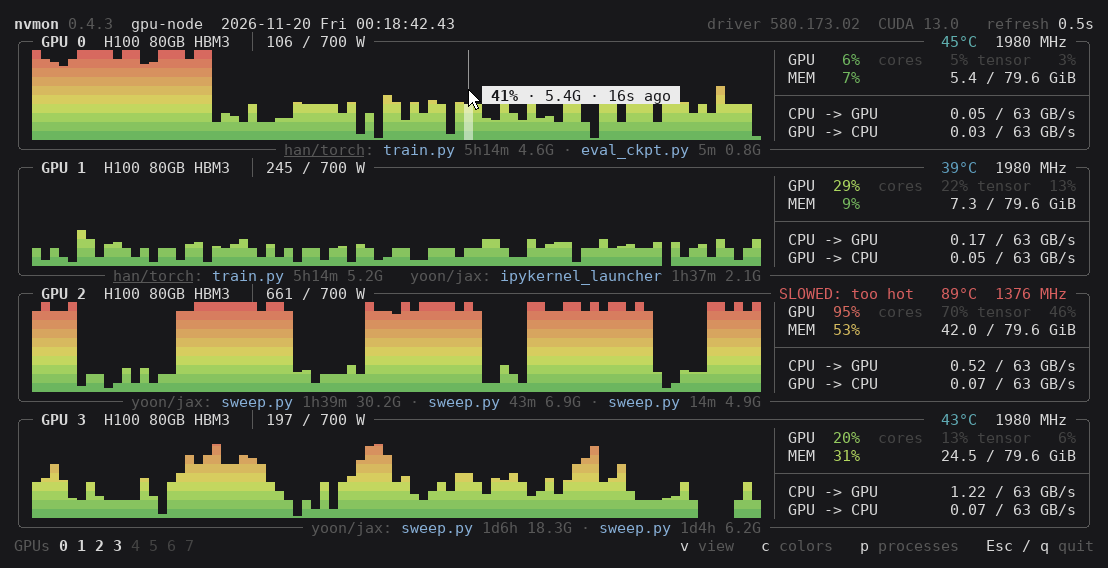 nvmon 0.4.3 gpu-node 2026-11-20 Fri 00:18:42.43 driver 580.173.02 CUDA 13.0 refresh 0.5s
GPU 0 H100 80GB HBM3 106 / 700 W 45°C 1980 MHz
GPU 6% cores 5% tensor 3%
MEM 7% 5.4 / 79.6 GiB
41% · 5.4G · 16s ago
CPU -> GPU 0.05 / 63 GB/s
GPU -> CPU 0.03 / 63 GB/s
han/torch: train.py 5h14m 4.6G · eval_ckpt.py 5m 0.8G
GPU 1 H100 80GB HBM3 245 / 700 W 39°C 1980 MHz
GPU 29% cores 22% tensor 13%
MEM 9% 7.3 / 79.6 GiB
CPU -> GPU 0.17 / 63 GB/s
GPU -> CPU 0.05 / 63 GB/s
han/torch: train.py 5h14m 5.2G yoon/jax: ipykernel_launcher 1h37m 2.1G
GPU 2 H100 80GB HBM3 661 / 700 W SLOWED: too hot 89°C 1376 MHz
GPU 95% cores 70% tensor 46%
MEM 53% 42.0 / 79.6 GiB
CPU -> GPU 0.52 / 63 GB/s
GPU -> CPU 0.07 / 63 GB/s
yoon/jax: sweep.py 1h39m 30.2G · sweep.py 43m 6.9G · sweep.py 14m 4.9G
GPU 3 H100 80GB HBM3 197 / 700 W 43°C 1980 MHz
GPU 20% cores 13% tensor 6%
MEM 31% 24.5 / 79.6 GiB
CPU -> GPU 1.22 / 63 GB/s
GPU -> CPU 0.07 / 63 GB/s
yoon/jax: sweep.py 1d6h 18.3G · sweep.py 1d4h 6.2G
GPUs 0 1 2 3 4 5 6 7 v view c colors p processes Esc / q quit